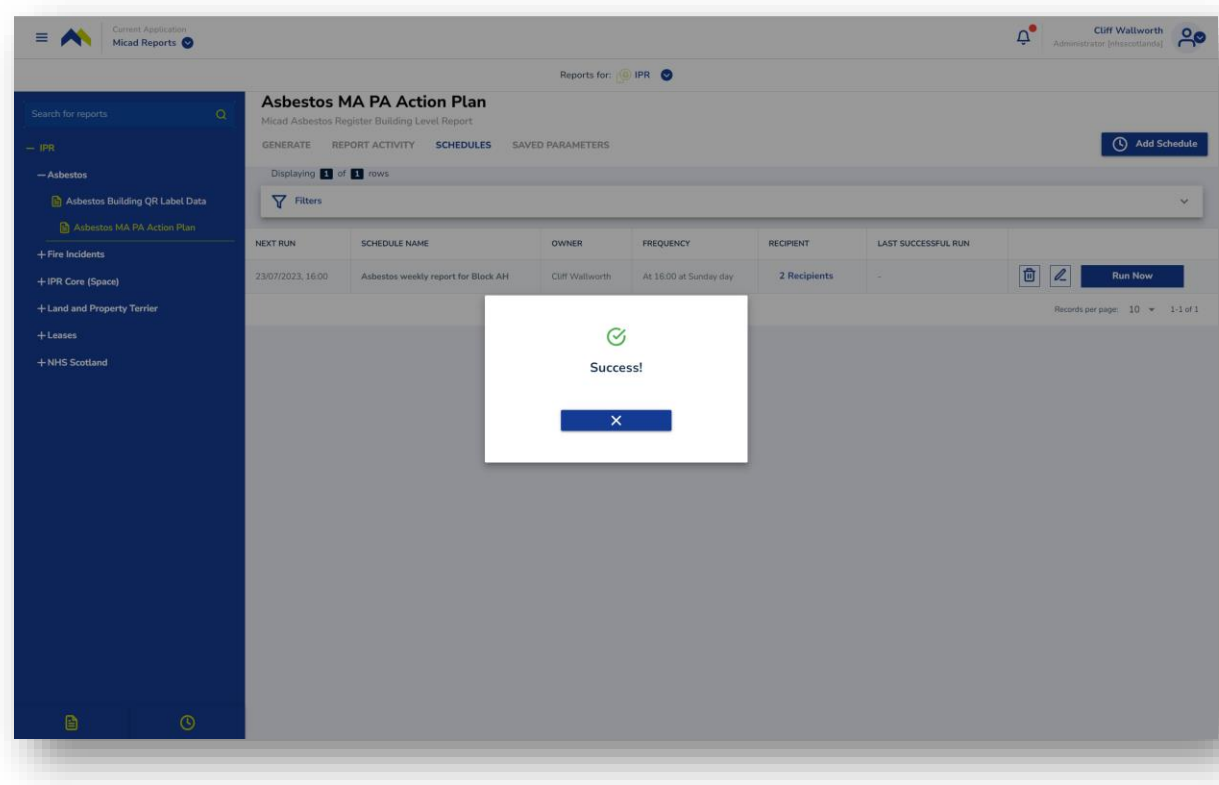 Current Application
Micad Reports
Cliff Wallworth
Administrator [nhsscotlanda]
Reports for: IPR
Search for reports
IPR
Asbestos
Asbestos Building QR Label Data
Asbestos MA PA Action Plan
Fire Incidents
IPR Core (Space)
Land and Property Terrier
Leases
NHS Scotland
Asbestos MA PA Action Plan
Micad Asbestos Register Building Level Report
GENERATE REPORT ACTIVITY SCHEDULES SAVED PARAMETERS
Add Schedule
Displaying 1 of 1 rows
Filters
NEXT RUN SCHEDULE NAME OWNER FREQUENCY RECIPIENT LAST SUCCESSFUL RUN
23/07/2023, 16:00 Asbestos weekly report for Block AH Cliff Wallworth At 16:00 at Sunday day 2 Recipients - Run Now
Records per page: 10 1-1 of 1
Success!